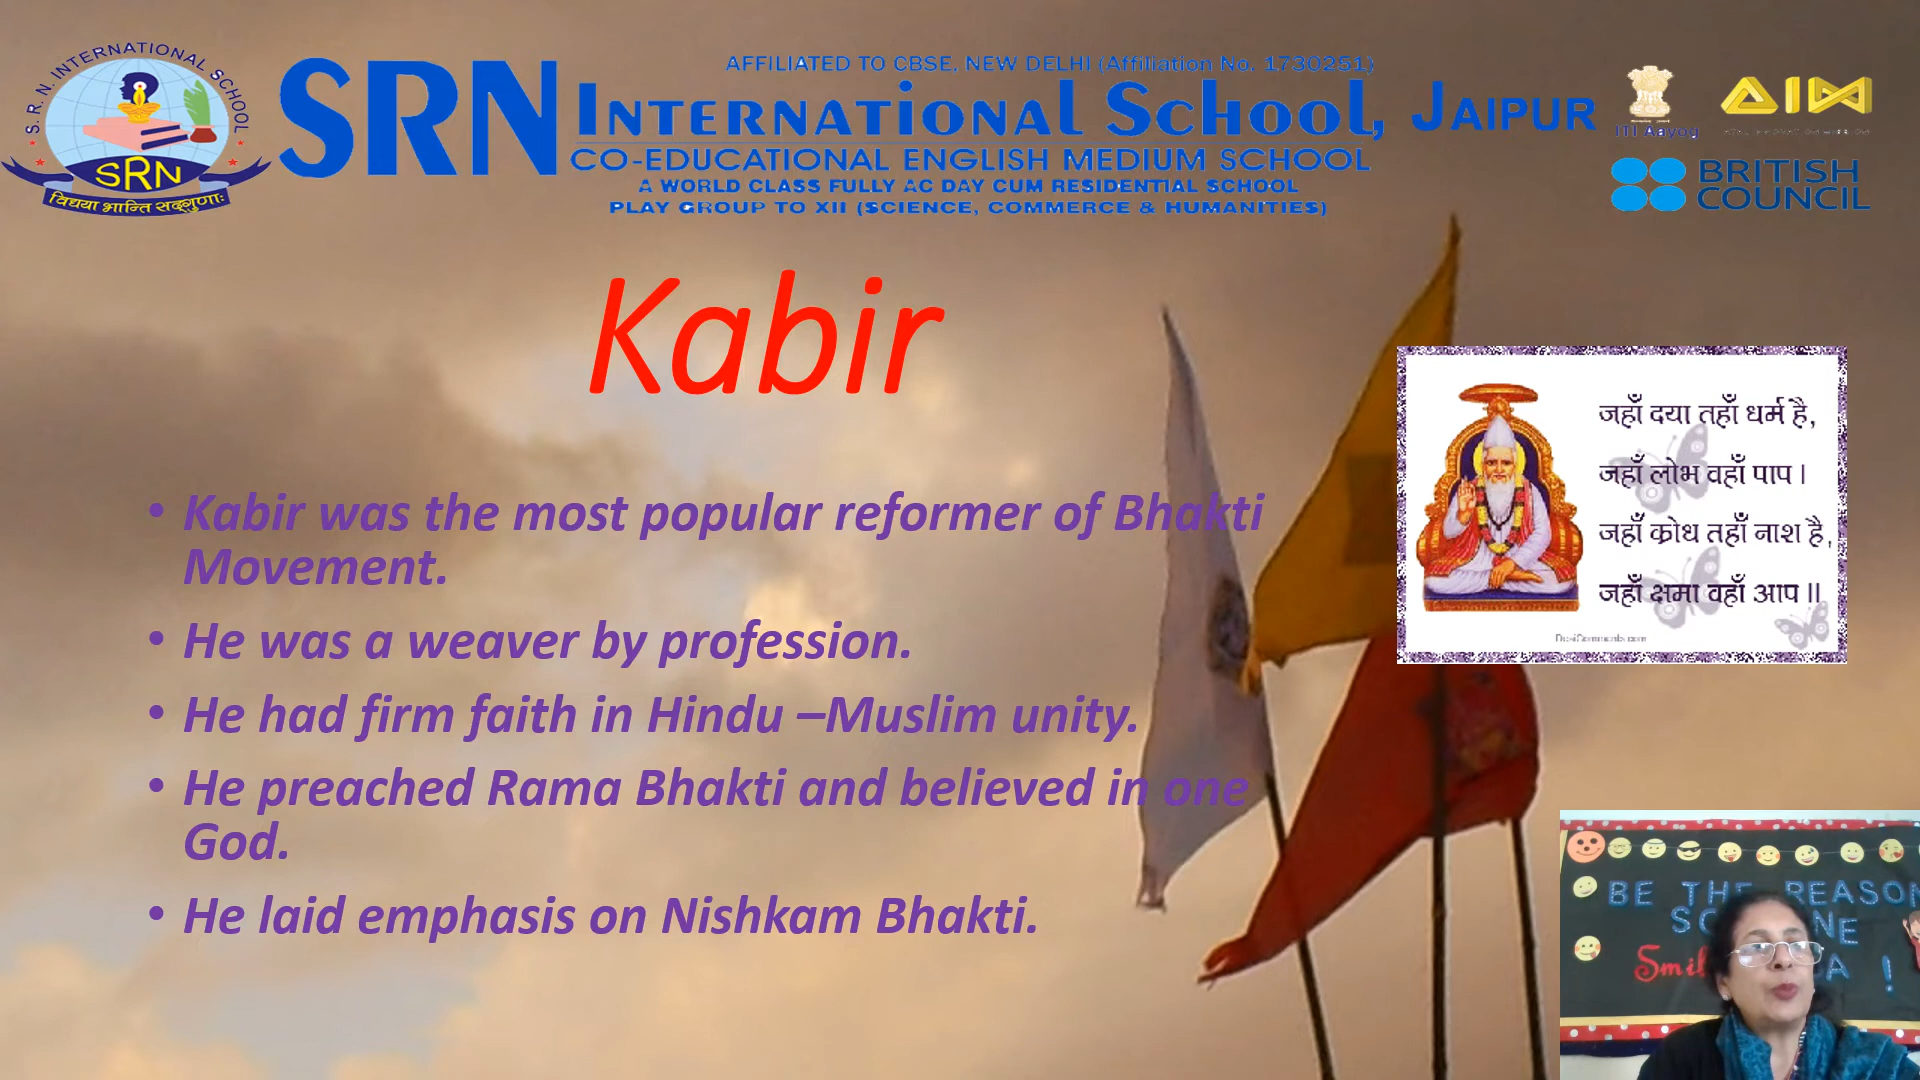 S. R. N. INTERNATIONAL SCHOOL
SRN
विद्यया भान्ति सद्गुणाः
AFFILIATED TO CBSE, NEW DELHI (Affiliation No. 1730251)
SRN INTERNATIONAL SCHOOL, JAIPUR
CO-EDUCATIONAL ENGLISH MEDIUM SCHOOL
A WORLD CLASS FULLY AC DAY CUM RESIDENTIAL SCHOOL
PLAY GROUP TO XII (SCIENCE, COMMERCE & HUMANITIES)
ITI Aayog
AIM
BRITISH
COUNCIL
Kabir
• Kabir was the most popular reformer of Bhakti
Movement.
• He was a weaver by profession.
• He had firm faith in Hindu –Muslim unity.
• He preached Rama Bhakti and believed in one
God.
• He laid emphasis on Nishkam Bhakti.
जहाँ दया तहाँ धर्म है,
जहाँ लोभ वहाँ पाप ।
जहाँ क्रोध तहाँ नाश है,
जहाँ क्षमा वहाँ आप ।।
DesiComments.com
BE THE REASON